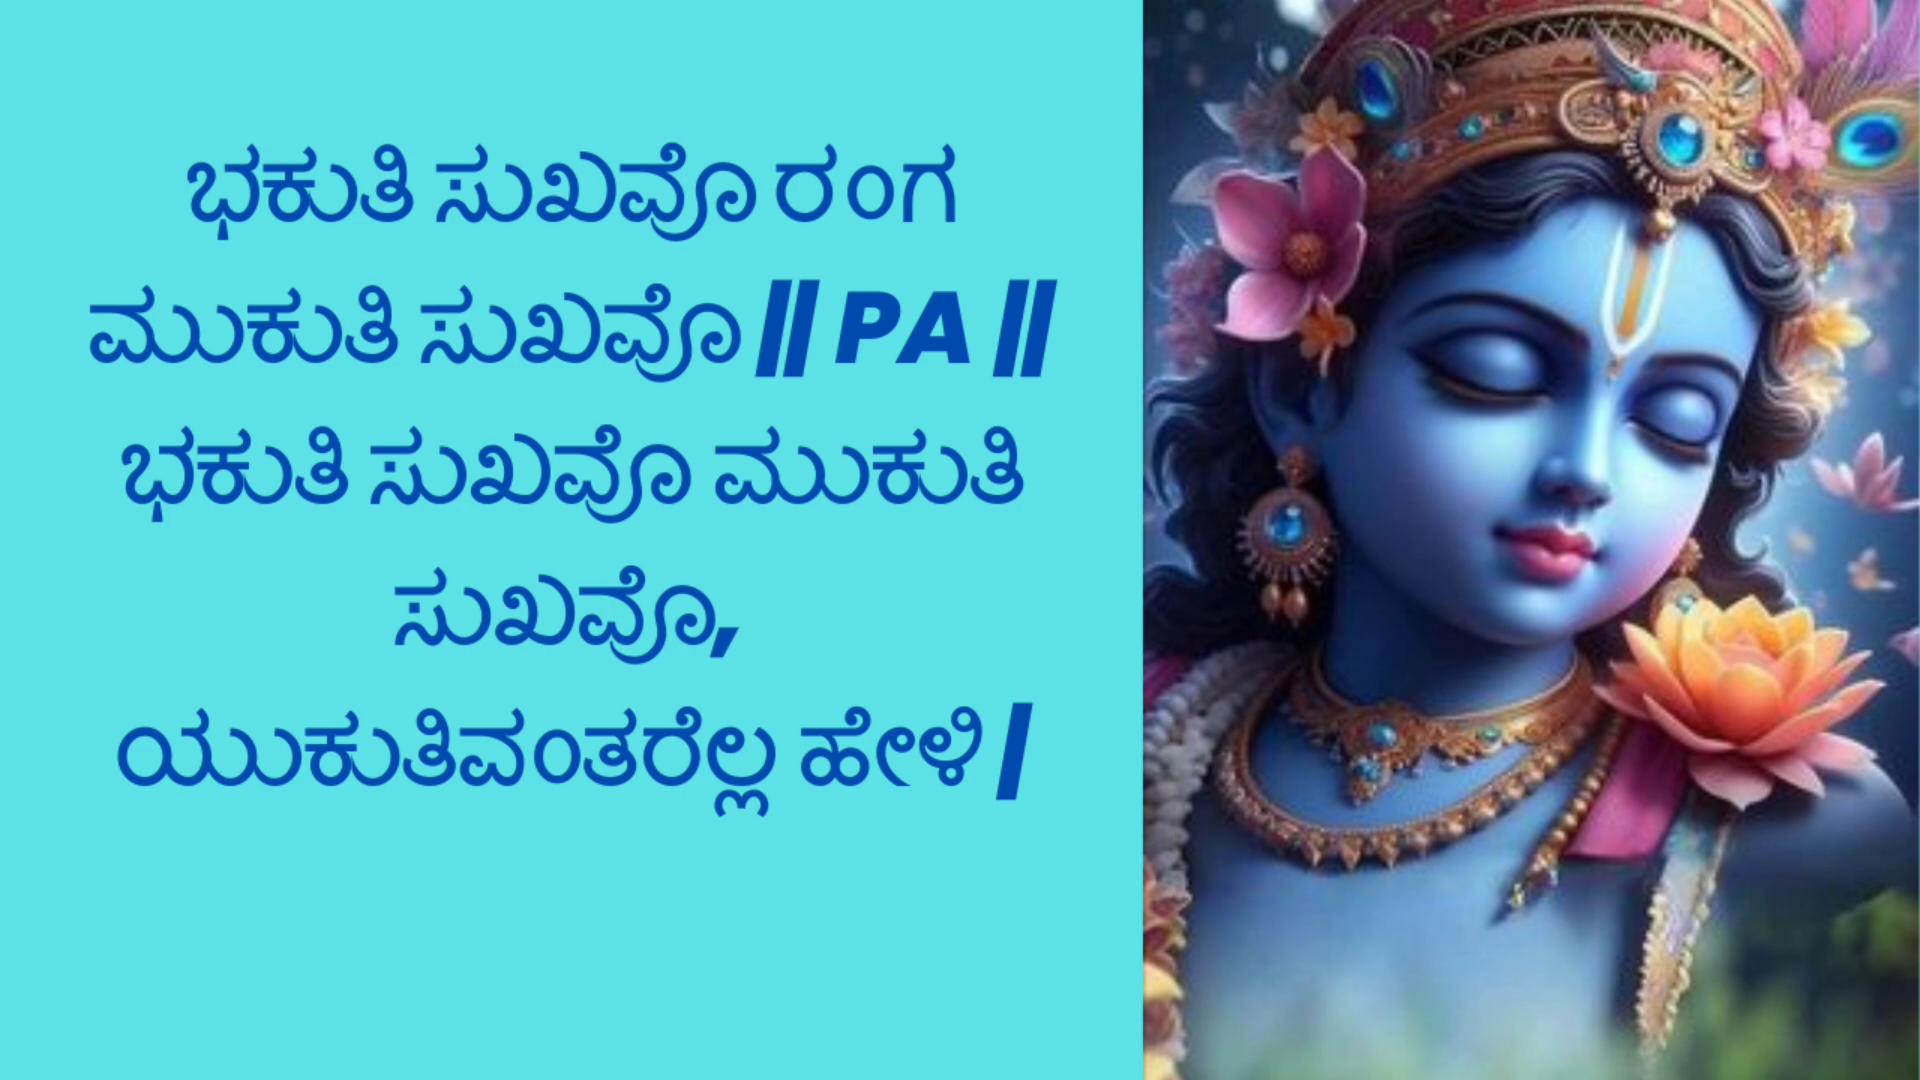 ಭಕುತಿ ಸುಖವೊ ರಂಗ
ಮುಕುತಿ ಸುಖವೊ || PA ||
ಭಕುತಿ ಸುಖವೊ ಮುಕುತಿ
ಸುಖವೊ,
ಯುಕುತಿವಂತರೆಲ್ಲ ಹೇಳಿ |